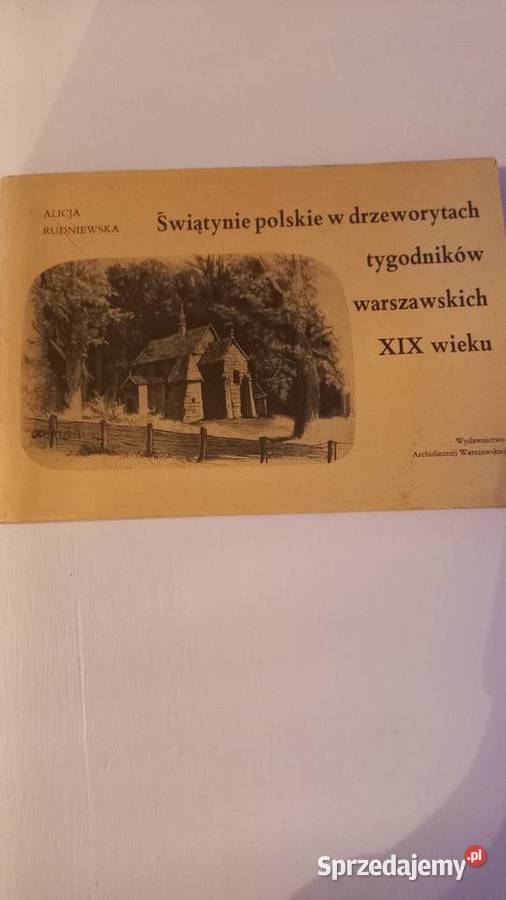 ALICJA
RUDNIEWSKA
Świątynie polskie w drzeworytach
tygodników
warszawskich
XIX wieku
Wydawnictwo
Archidiecezji Warszawskiej
Sprzedajemy.pl